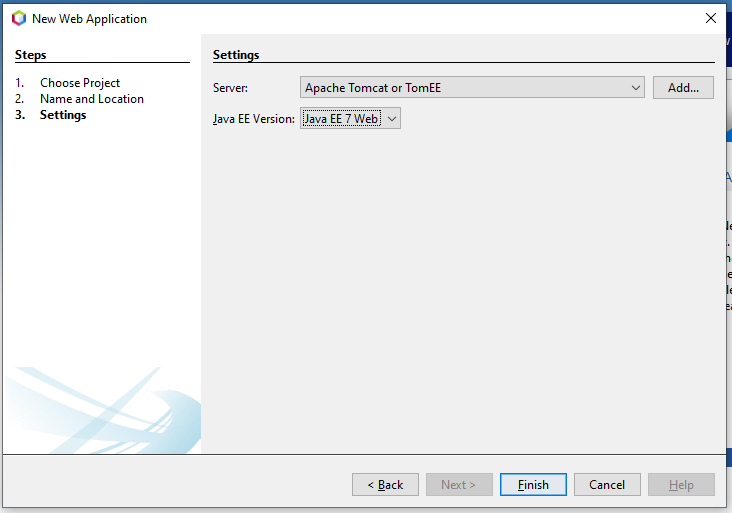 New Web Application
Steps
1. Choose Project
2. Name and Location
3. Settings
Settings
Server: Apache Tomcat or TomEE Add...
Java EE Version: Java EE 7 Web
< Back Next > Finish Cancel Help